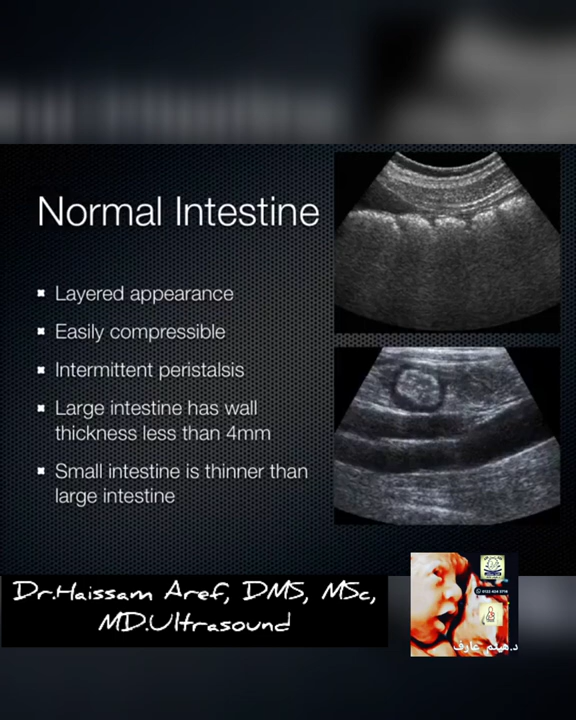 Normal Intestine
Layered appearance
Easily compressible
Intermittent peristalsis
Large intestine has wall
thickness less than 4mm
Small intestine is thinner than
large intestine
Dr.Haissam Aref, DMS, MSc,
MD.Ultrasound
د.هيثم عارف